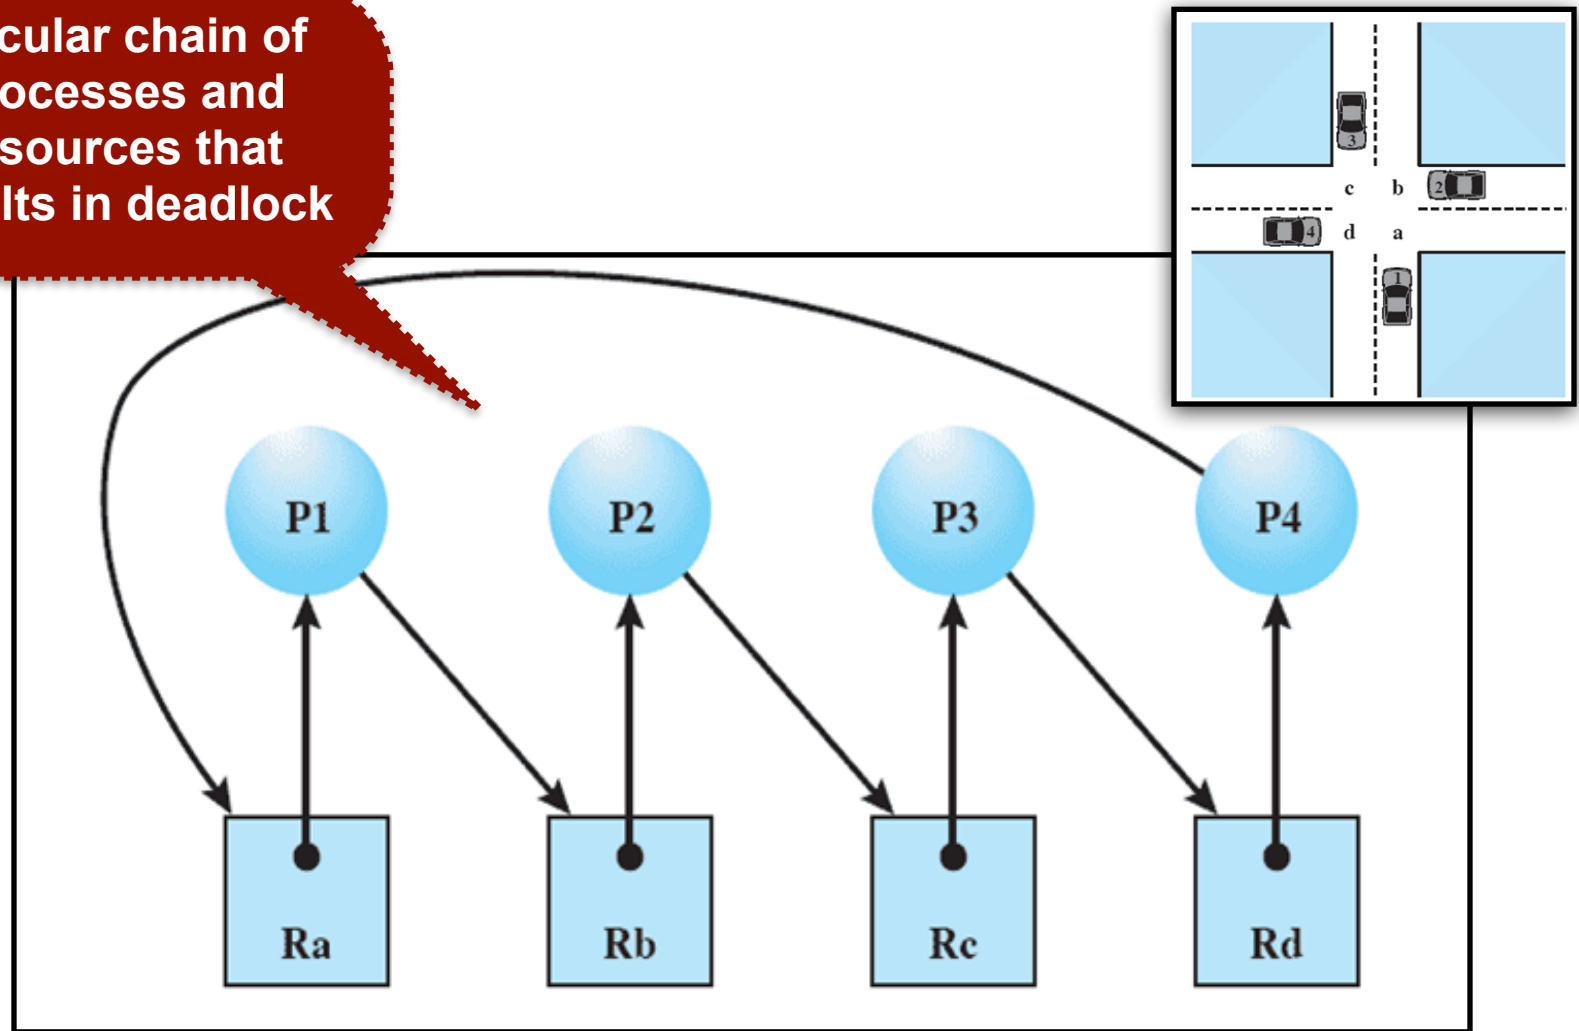 cular chain of
ocesses and
sources that
lts in deadlock
3
c b 2
4 d a
1
P1 P2 P3 P4
Ra Rb Rc Rd